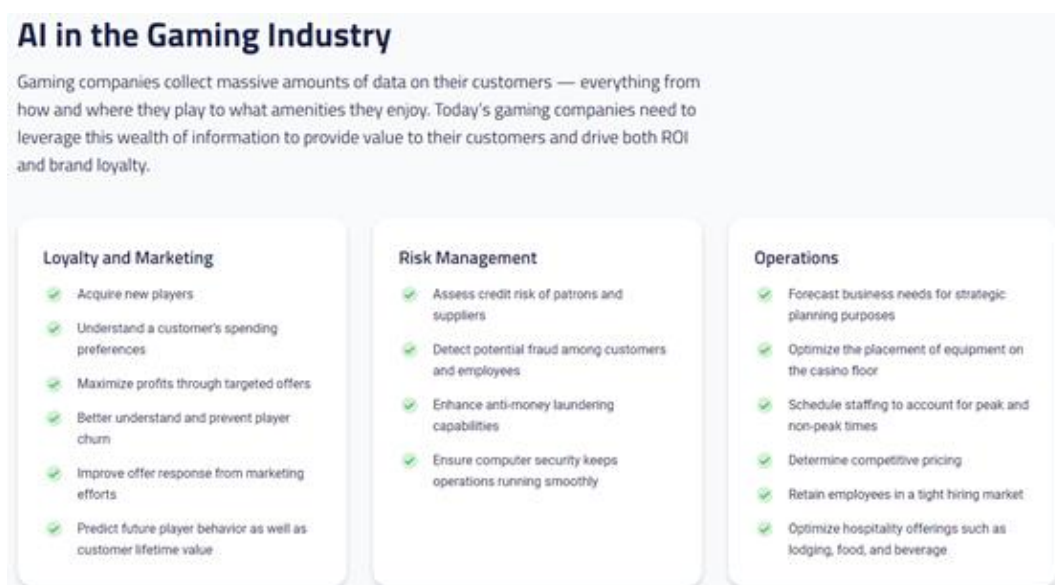 AI in the Gaming Industry
Gaming companies collect massive amounts of data on their customers — everything from
how and where they play to what amenities they enjoy. Today's gaming companies need to
leverage this wealth of information to provide value to their customers and drive both ROI
and brand loyalty.
Loyalty and Marketing
Acquire new players
Understand a customer's spending
preferences
Maximize profits through targeted offers
Better understand and prevent player
churn
Improve offer response from marketing
efforts
Predict future player behavior as well as
customer lifetime value
Risk Management
Assess credit risk of patrons and
suppliers
Detect potential fraud among customers
and employees
Enhance anti-money laundering
capabilities
Ensure computer security keeps
operations running smoothly
Operations
Forecast business needs for strategic
planning purposes
Optimize the placement of equipment on
the casino floor
Schedule staffing to account for peak and
non-peak times
Determine competitive pricing
Retain employees in a tight hiring market
Optimize hospitality offerings such as
lodging, food, and beverage